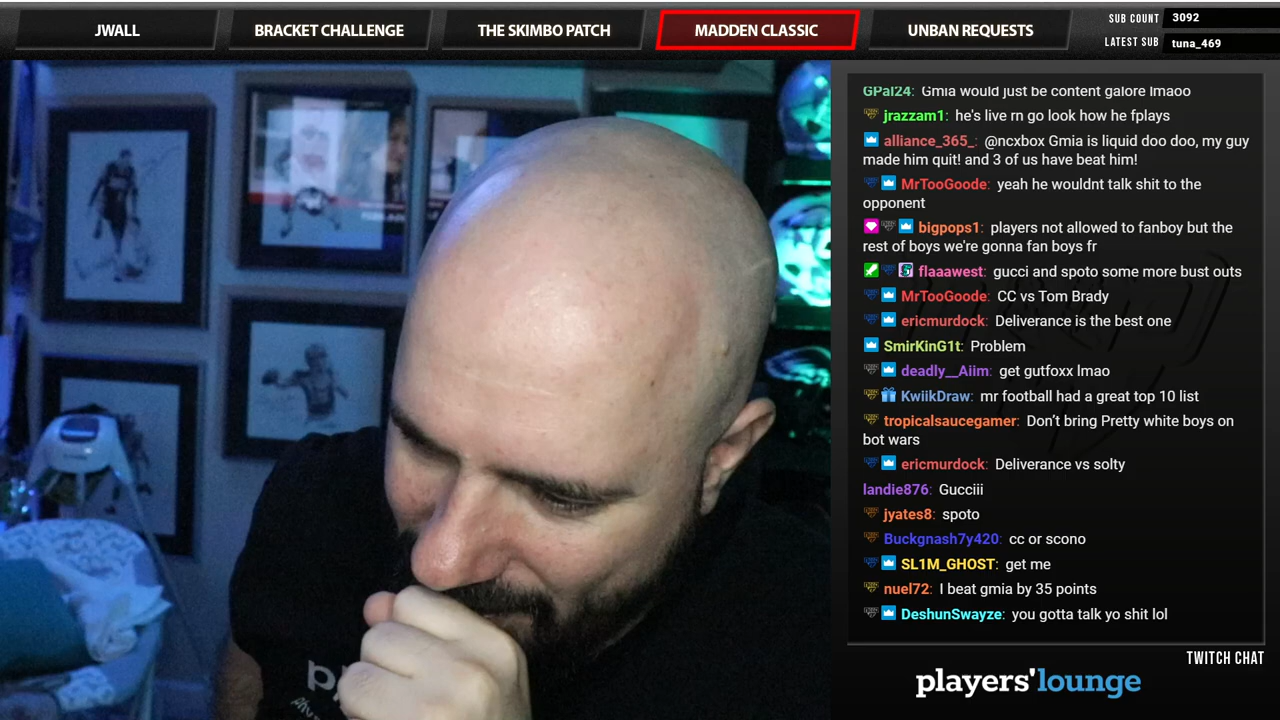 JWALL
BRACKET CHALLENGE
THE SKIMBO PATCH
MADDEN CLASSIC
UNBAN REQUESTS
SUB COUNT 3092
LATEST SUB tuna_469
GPal24: Gmia would just be content galore lmaoo
jrazzam1: he's live rn go look how he fplays
alliance_365_: @ncxbox Gmia is liquid doo doo, my guy
made him quit! and 3 of us have beat him!
MrTooGoode: yeah he wouldnt talk shit to the
opponent
bigpops1: players not allowed to fanboy but the
rest of boys we're gonna fan boys fr
flaaawest: gucci and spoto some more bust outs
MrTooGoode: CC vs Tom Brady
ericmurdock: Deliverance is the best one
SmirKinG1t: Problem
deadly__Aiim: get gutfoxx lmao
KwiikDraw: mr football had a great top 10 list
tropicalsaucegamer: Don’t bring Pretty white boys on
bot wars
ericmurdock: Deliverance vs solty
landie876: Gucciii
jyates8: spoto
Buckgnash7y420: cc or scono
SL1M_GHOST: get me
nuel72: I beat gmia by 35 points
DeshunSwayze: you gotta talk yo shit lol
TWITCH CHAT
players'lounge